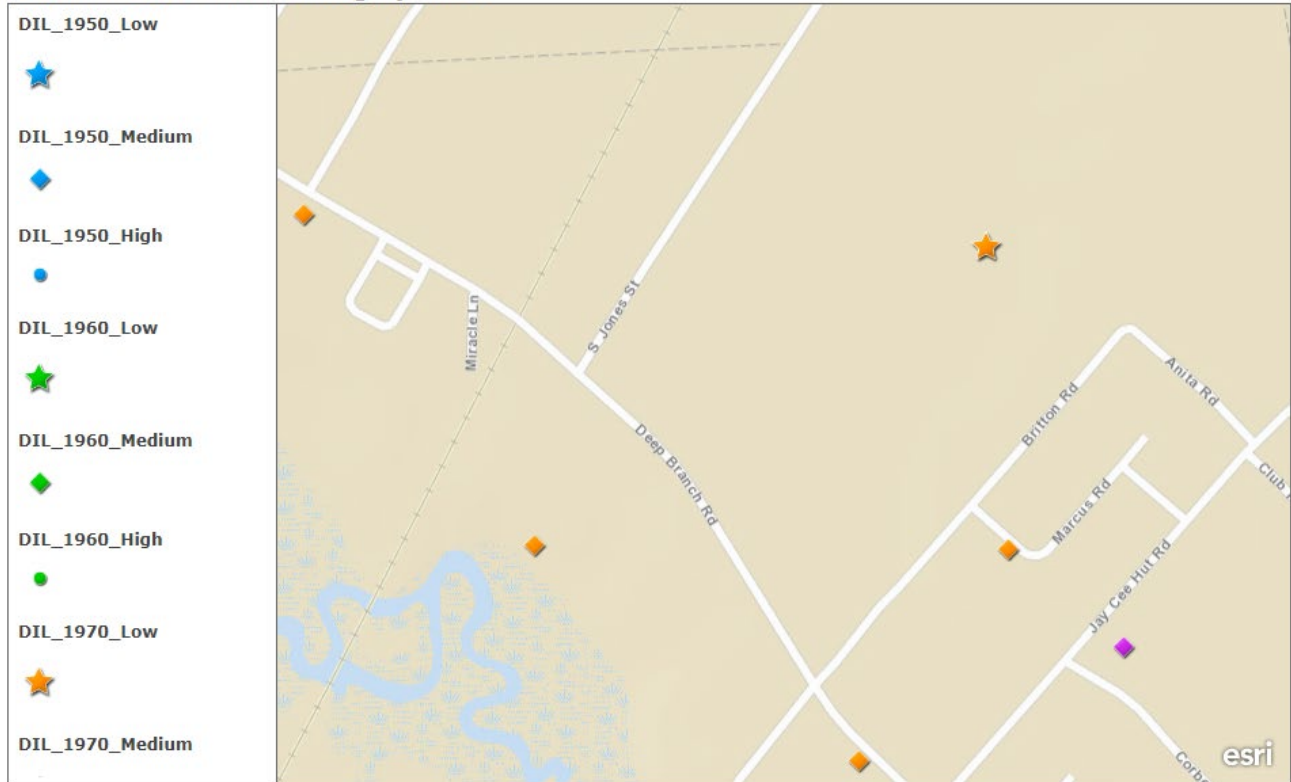 DIL_1950_Low
DIL_1950_Medium
DIL_1950_High
DIL_1960_Low
DIL_1960_Medium
DIL_1960_High
DIL_1970_Low
DIL_1970_Medium
Miracle Ln
S Jones St
Deep Branch Rd
Britton Rd
Anita Rd
Marcus Rd
Club
Jay Cee Hut Rd
esri